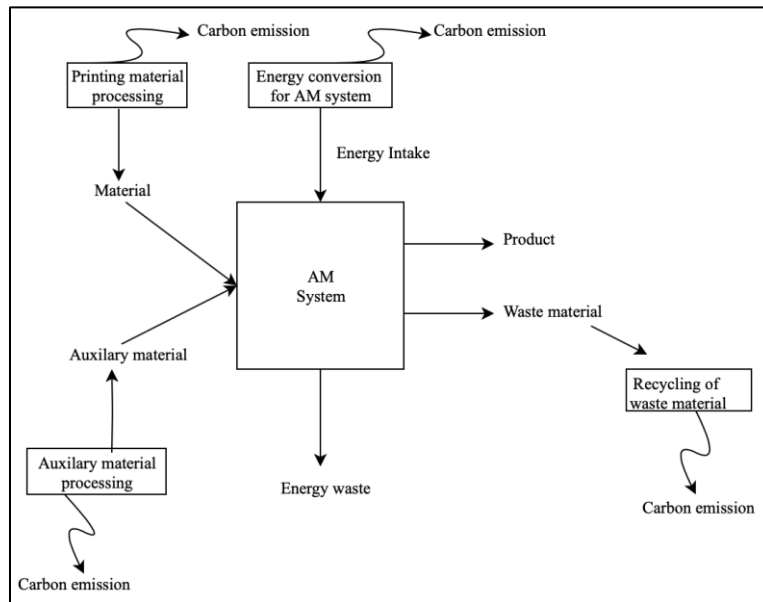 Carbon emission
Carbon emission
Printing material
processing
Energy conversion
for AM system
Energy Intake
Material
Product
AM
System
Waste material
Auxilary material
Recycling of
waste material
Auxilary material
processing
Energy waste
Carbon emission
Carbon emission